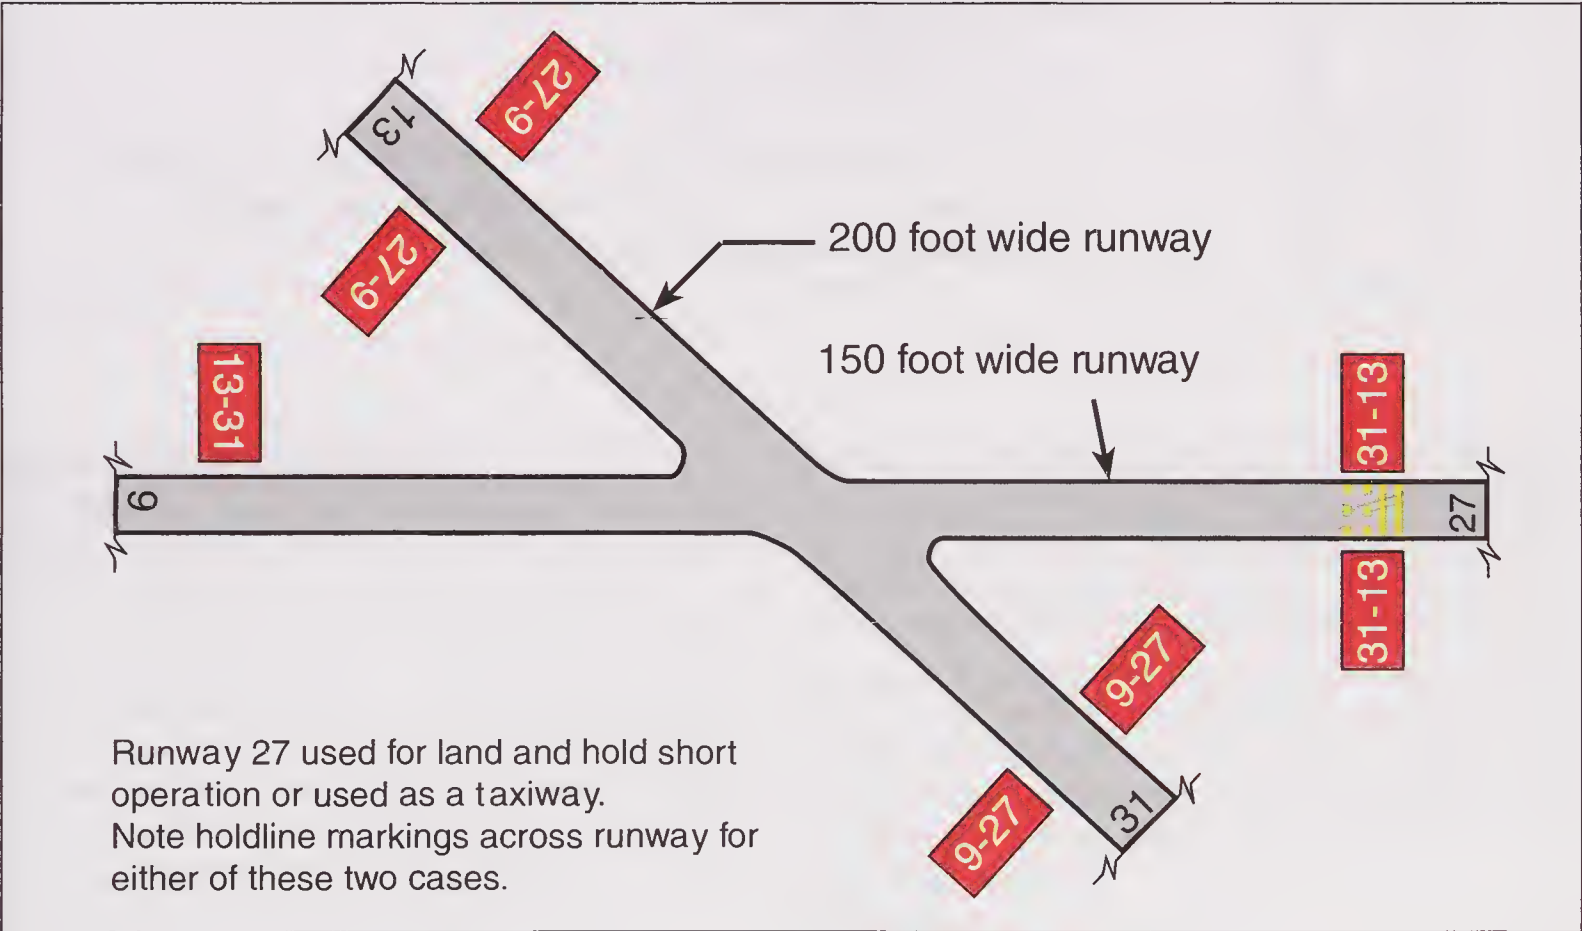 27-9
13
200 foot wide runway
27-9
13-31
150 foot wide runway
31-13
9
27
31-13
9-27
Runway 27 used for land and hold short
operation or used as a taxiway.
9-27
31
Note holdline markings across runway for
either of these two cases.